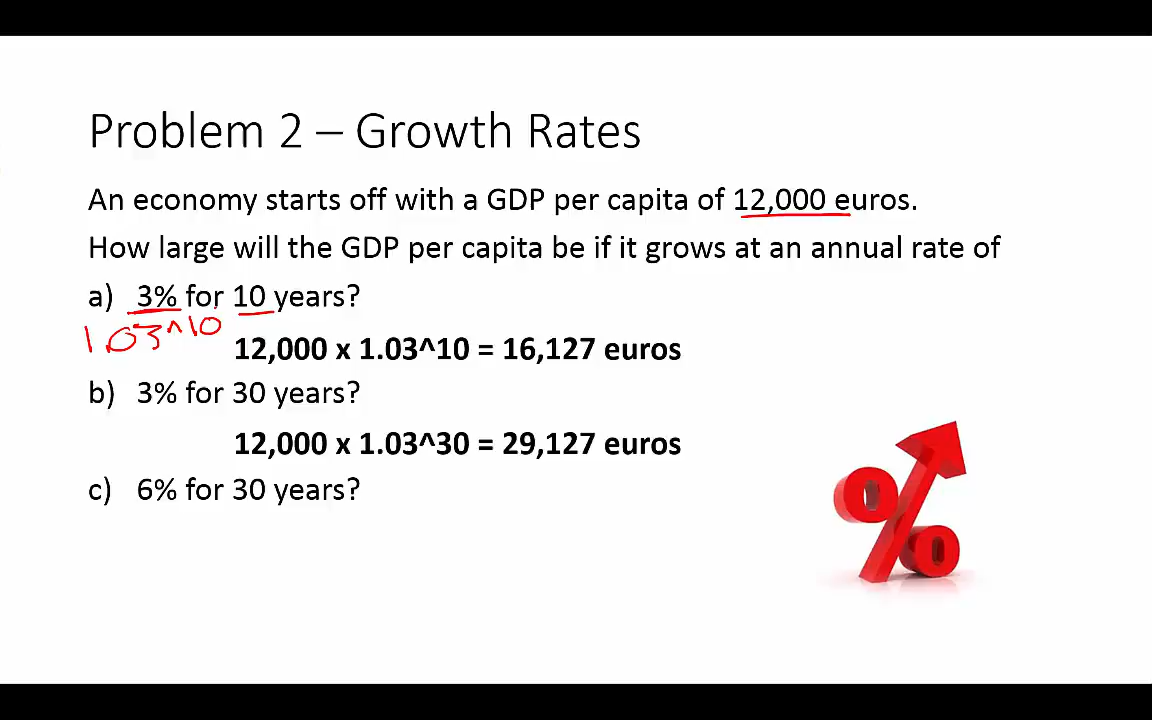 Problem 2 – Growth Rates
An economy starts off with a GDP per capita of 12,000 euros.
How large will the GDP per capita be if it grows at an annual rate of
a) 3% for 10 years?
1.03^10
12,000 x 1.03^10 = 16,127 euros
b) 3% for 30 years?
12,000 x 1.03^30 = 29,127 euros
c) 6% for 30 years?
%